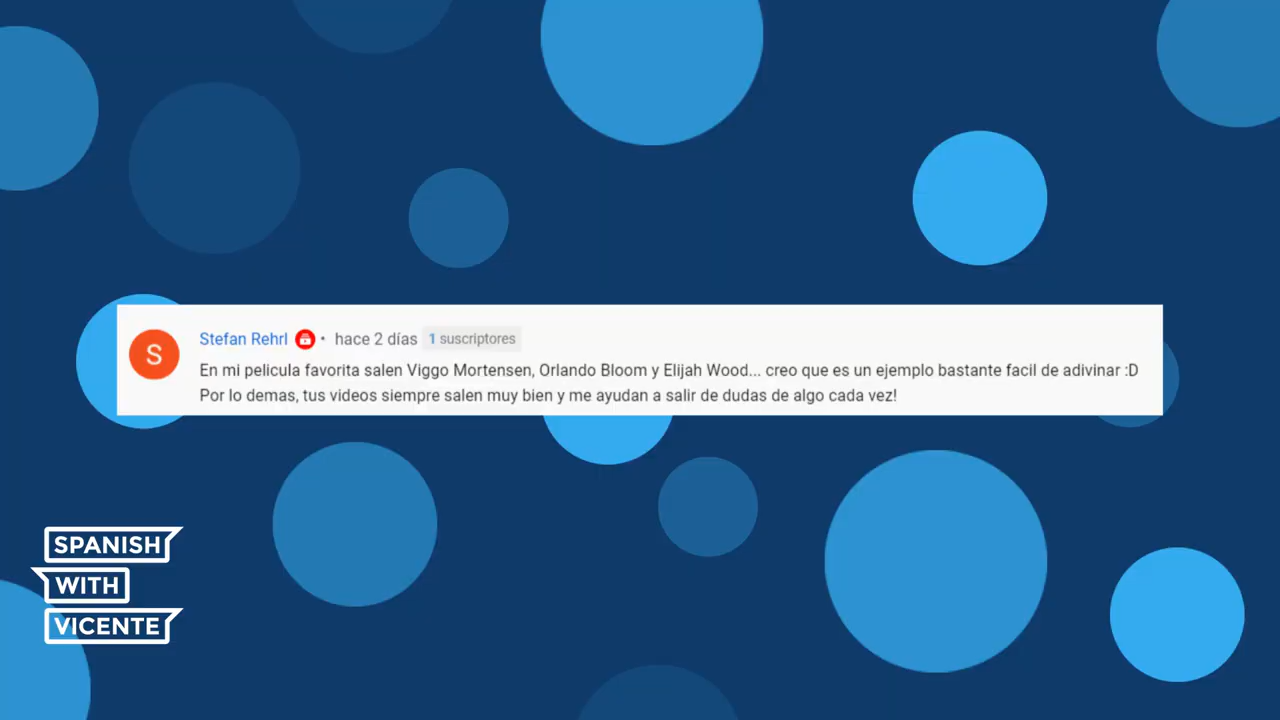 Stefan Rehrl • hace 2 días 1 suscriptores
En mi pelicula favorita salen Viggo Mortensen, Orlando Bloom y Elijah Wood... creo que es un ejemplo bastante facil de adivinar :D
Por lo demas, tus videos siempre salen muy bien y me ayudan a salir de dudas de algo cada vez!
S
SPANISH
WITH
VICENTE